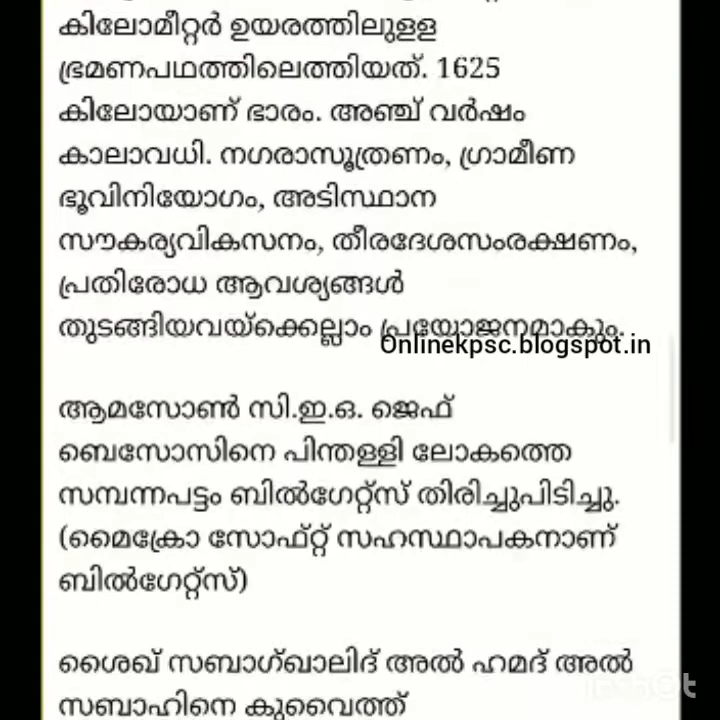 കിലോമീറ്റർ ഉയരത്തിലുളള
ഭ്രമണപഥത്തിലെത്തിയത്. 1625
കിലോയാണ് ഭാരം. അഞ്ച് വർഷം
കാലാവധി. നഗരാസൂത്രണം, ഗ്രാമീണ
ഭൂവിനിയോഗം, അടിസ്ഥാന
സൗകര്യവികസനം, തീരദേശസംരക്ഷണം,
പ്രതിരോധ ആവശ്യങ്ങൾ
തുടങ്ങിയവയ്ക്കെല്ലാം പ്രയോജനമാകും.
Onlinekpsc.blogspot.in
ആമസോൺ സി.ഇ.ഒ. ജെഫ്
ബെസോസിനെ പിന്തള്ളി ലോകത്തെ
സമ്പന്നപട്ടം ബിൽഗേറ്റ്സ് തിരിച്ചുപിടിച്ചു.
(മൈക്രോ സോഫ്റ്റ് സഹസ്ഥാപകനാണ്
ബിൽഗേറ്റ്സ്)
ശൈഖ് സബാഗ്ഖാലിദ് അൽ ഹമദ് അൽ
സബാഹിനെ കുവൈത്ത്